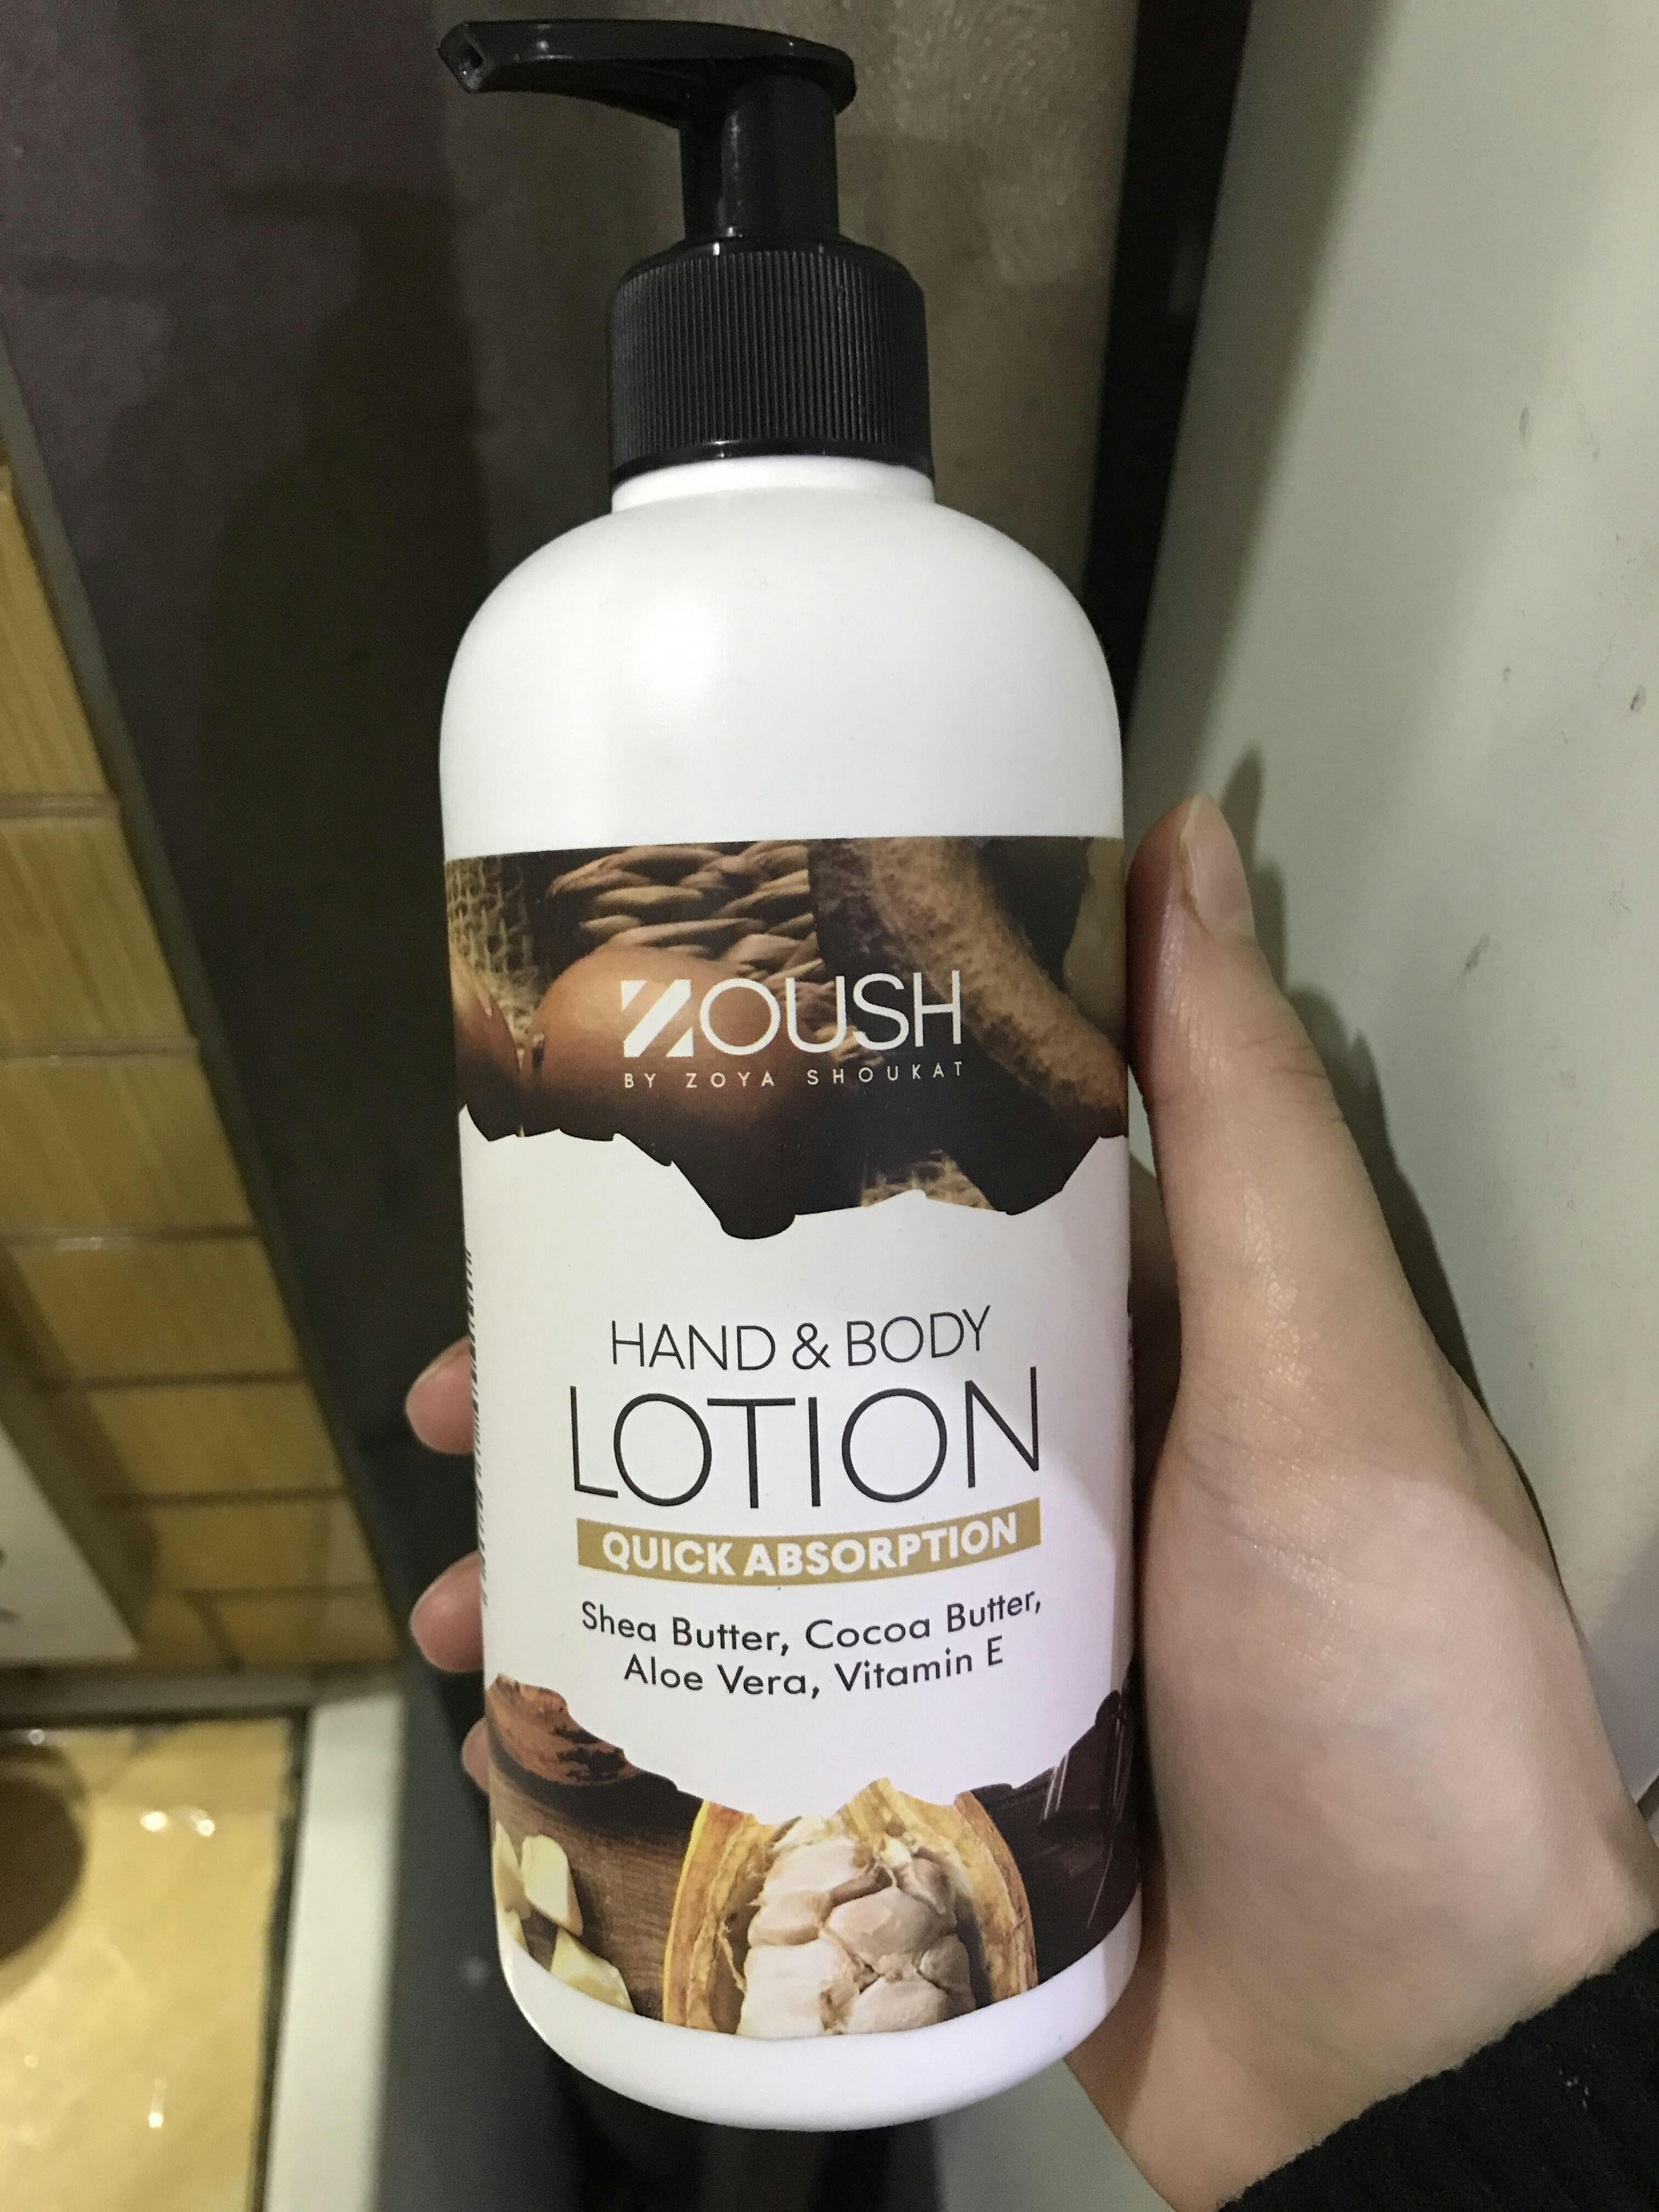 ZOUSH
BY ZOYA SHOUKAT
HAND & BODY
LOTION
QUICK ABSORPTION
Shea Butter, Cocoa Butter,
Aloe Vera, Vitamin E